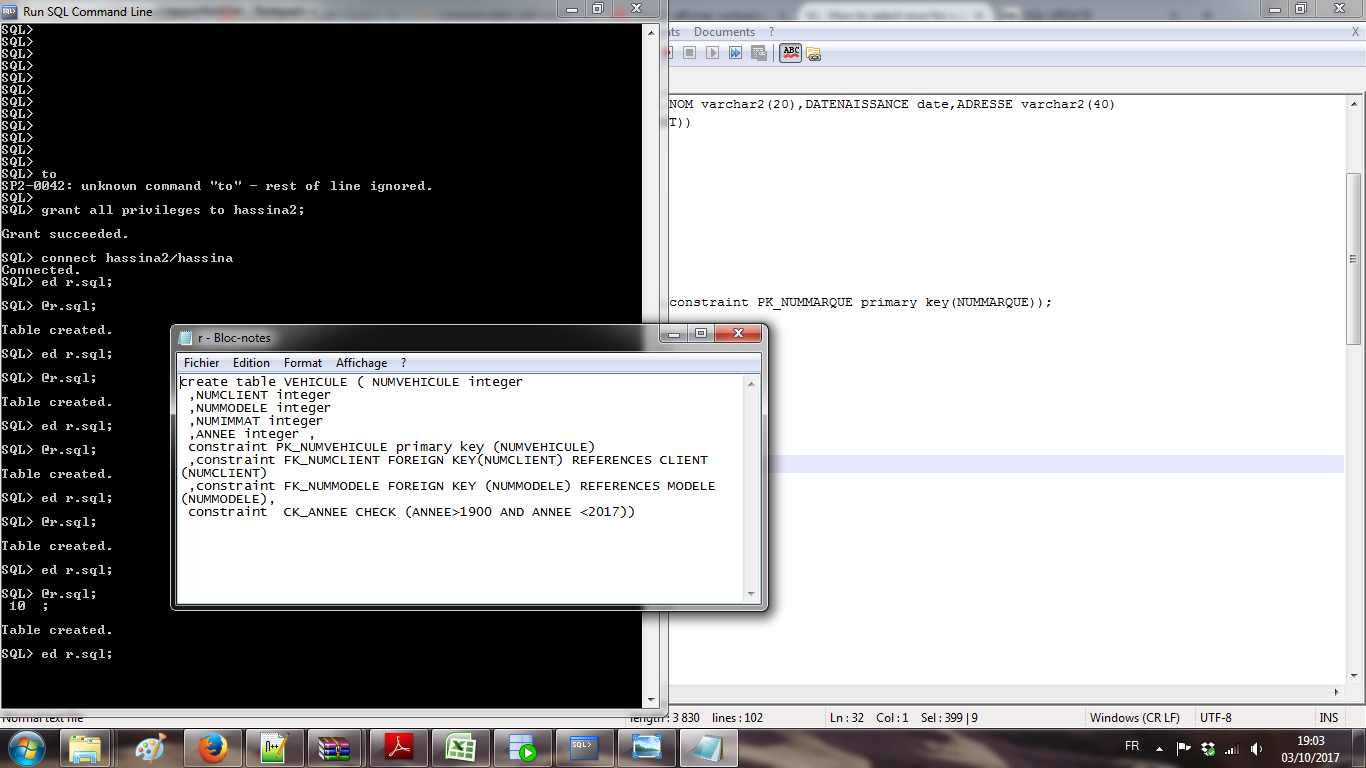 Run SQL Command Line
SQL>
SQL>
SQL>
SQL>
SQL>
SQL>
SQL>
SQL>
SQL>
SQL>
SQL>
SQL>
SQL> to
SP2-0042: unknown command "to" - rest of line ignored.
SQL>
SQL> grant all privileges to hassina2;
Grant succeeded.
SQL> connect hassina2/hassina
Connected.
SQL> ed r.sql;
SQL> @r.sql;
Table created.
SQL> ed r.sql;
SQL> @r.sql;
Table created.
SQL> ed r.sql;
SQL> @r.sql;
Table created.
SQL> ed r.sql;
SQL> @r.sql;
Table created.
SQL> ed r.sql;
SQL> @r.sql;
10 ;
Table created.
SQL> ed r.sql;
r - Bloc-notes
Fichier Edition Format Affichage ?
create table VEHICULE ( NUMVEHICULE integer
,NUMCLIENT integer
,NUMMODELE integer
,NUMIMMAT integer
,ANNEE integer ,
constraint PK_NUMVEHICULE primary key (NUMVEHICULE)
,constraint FK_NUMCLIENT FOREIGN KEY(NUMCLIENT) REFERENCES CLIENT
(NUMCLIENT)
,constraint FK_NUMMODELE FOREIGN KEY (NUMMODELE) REFERENCES MODELE
(NUMMODELE),
constraint  CK_ANNEE CHECK (ANNEE>1900 AND ANNEE <2017))
Documents ?
X
ABC
NOM varchar2(20),DATENAISSANCE date,ADRESSE varchar2(40)
T))
constraint PK_NUMMARQUE primary key(NUMMARQUE));
Normal text file
length : 3 830 lines : 102
Ln : 32 Col : 1 Sel : 399 | 9
Windows (CR LF)
UTF-8
INS
SQL>
FR
19:03
03/10/2017